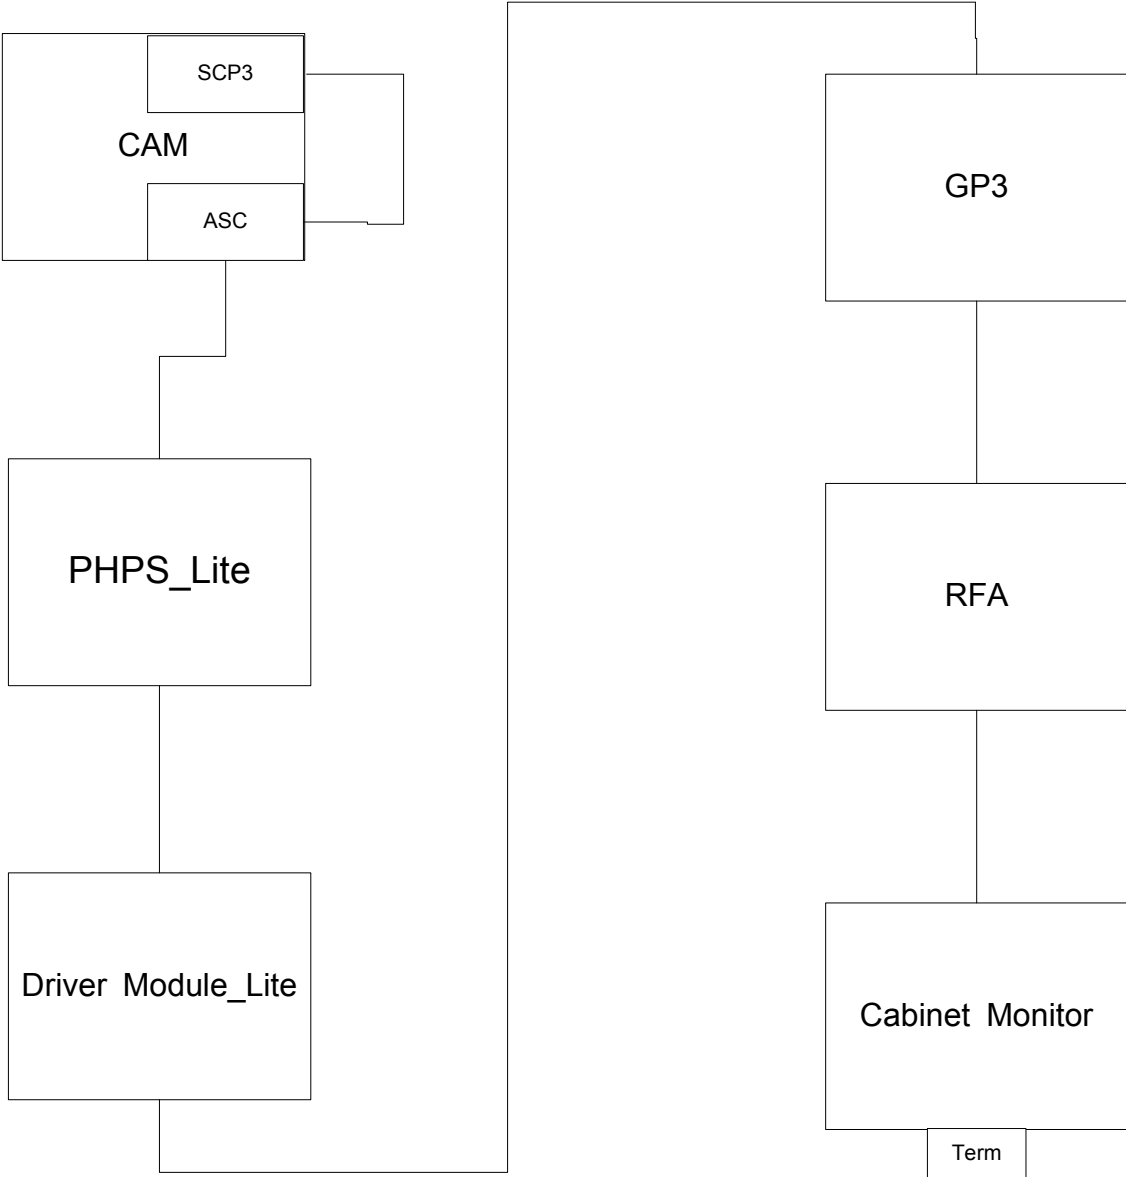 SCP3
CAM
ASC
PHPS_Lite
Driver Module_Lite
GP3
RFA
Cabinet Monitor
Term